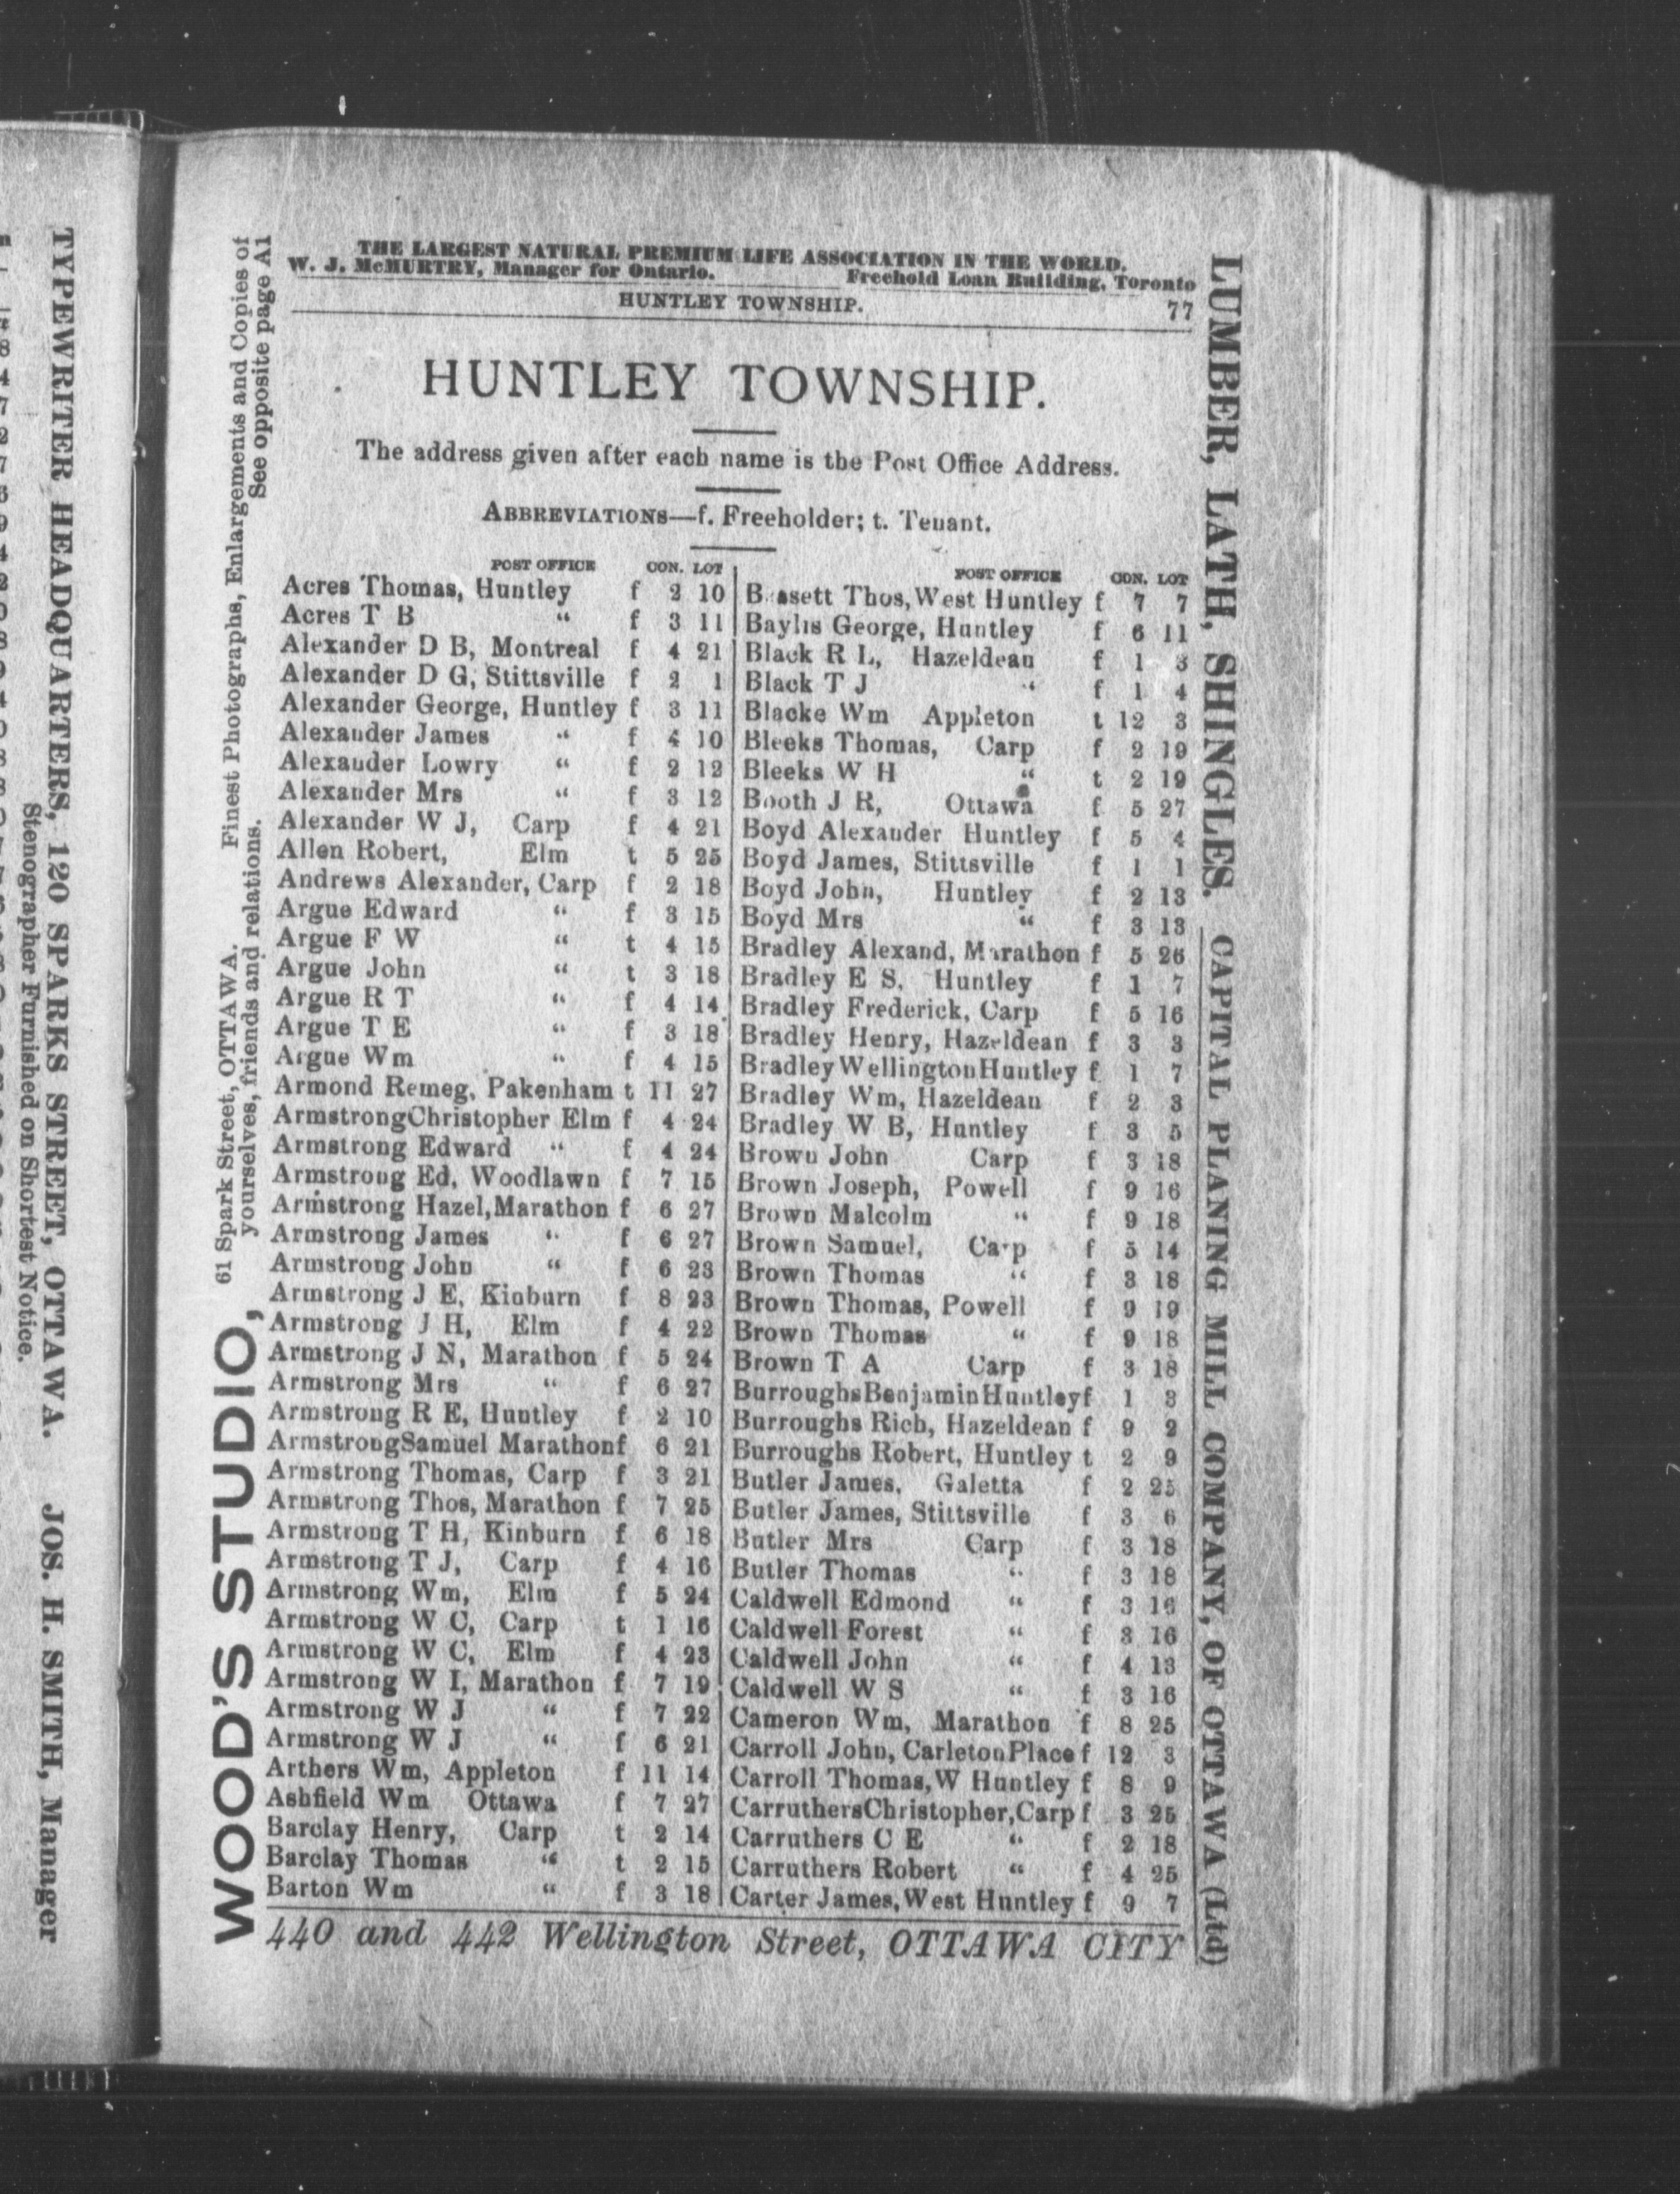 THE LARGEST NATURAL PREMIUM LIFE ASSOCIATION IN THE WORLD.
W. J. McMURTRY, Manager for Ontario. Freehold Loan Building, Toronto
HUNTLEY TOWNSHIP. 77
HUNTLEY TOWNSHIP.
The address given after each name is the Post Office Address.
ABBREVIATIONS—f. Freeholder; t. Tenant.
POST OFFICE CON. LOT
Acres Thomas, Huntley f 2 10
Acres T B " f 3 11
Alexander D B, Montreal f 4 21
Alexander D G, Stittsville f 2 1
Alexander George, Huntley f 3 11
Alexander James " f 4 10
Alexander Lowry " f 2 12
Alexander Mrs " f 3 12
Alexander W J, Carp f 4 21
Allen Robert, Elm t 5 25
Andrews Alexander, Carp f 2 18
Argue Edward " f 3 15
Argue F W " t 4 15
Argue John " t 3 18
Argue R T " f 4 14
Argue T E " f 3 18
Argue Wm " f 4 15
Armond Remeg, Pakenham t 11 27
ArmstrongChristopher Elm f 4 24
Armstrong Edward " f 4 24
Armstrong Ed, Woodlawn f 7 15
Armstrong Hazel, Marathon f 6 27
Armstrong James " f 6 27
Armstrong John " f 6 23
Armstrong J E, Kinburn f 8 23
Armstrong J H, Elm f 4 22
Armstrong J N, Marathon f 5 24
Armstrong Mrs " f 6 27
Armstrong R E, Huntley f 2 10
ArmstrongSamuel Marathonf 6 21
Armstrong Thomas, Carp f 3 21
Armstrong Thos, Marathon f 7 25
Armstrong T H, Kinburn f 6 18
Armstrong T J, Carp f 4 16
Armstrong Wm, Elm f 5 24
Armstrong W C, Carp t 1 16
Armstrong W C, Elm f 4 23
Armstrong W I, Marathon f 7 19
Armstrong W J " f 7 22
Armstrong W J " f 6 21
Arthers Wm, Appleton f 11 14
Ashfield Wm Ottawa f 7 27
Barclay Henry, Carp t 2 14
Barclay Thomas " t 2 15
Barton Wm " f 3 18
POST OFFICE CON. LOT
Thos, West Huntley f 7 7
Baylis George, Huntley f 6 11
Black R L, Hazeldean f 1 3
Black T J " f 1 4
Blacke Wm Appleton t 12 3
Bleeks Thomas, Carp f 2 19
Bleeks W H " t 2 19
Booth J R, Ottawa f 5 27
Boyd Alexander Huntley f 5 4
Boyd James, Stittsville f 1 1
Boyd John, Huntley f 2 13
Boyd Mrs " f 3 13
Bradley Alexand, Marathon f 5 26
Bradley E S, Huntley f 1 7
Bradley Frederick, Carp f 5 16
Bradley Henry, Hazeldean f 3 3
BradleyWellingtonHuntley f 1 7
Bradley Wm, Hazeldean f 2 3
Bradley W B, Huntley f 3 5
Brown John Carp f 3 18
Brown Joseph, Powell f 9 16
Brown Malcolm " f 9 18
Brown Samuel, Carp f 5 14
Brown Thomas " f 3 18
Brown Thomas, Powell f 9 19
Brown Thomas " f 9 18
Brown T A Carp f 3 18
BurroughsBenjaminHuntleyf 1 3
Burroughs Rich, Hazeldean f 9 2
Burroughs Robert, Huntley t 2 9
Butler James, Galetta f 2 25
Butler James, Stittsville f 3 6
Butler Mrs Carp f 3 18
Butler Thomas " f 3 18
Caldwell Edmond " f 3 16
Caldwell Forest " f 3 16
Caldwell John " f 4 13
Caldwell W S " f 3 16
Cameron Wm, Marathon f 8 25
Carroll John, CarletonPlace f 12 3
Carroll Thomas, W Huntley f 8 9
CarruthersChristopher, Carp f 3 25
Carruthers C E " f 2 18
Carruthers Robert " f 4 25
Carter James, West Huntley f 9 7
440 and 442 Wellington Street, OTTAWA CITY
WOOD'S STUDIO,
61 Spark Street, OTTAWA. Finest Photographs, Enlargements and Copies of
yourselves, friends and relations. See opposite page A1
LUMBER, LATH, SHINGLES. CAPITAL PLANING MILL COMPANY, OF OTTAWA (Ltd)
TYPEWRITER HEADQUARTERS, 120 SPARKS STREET, OTTAWA. JOS. H. SMITH, Manager
Stenographer Furnished on Shortest Notice.